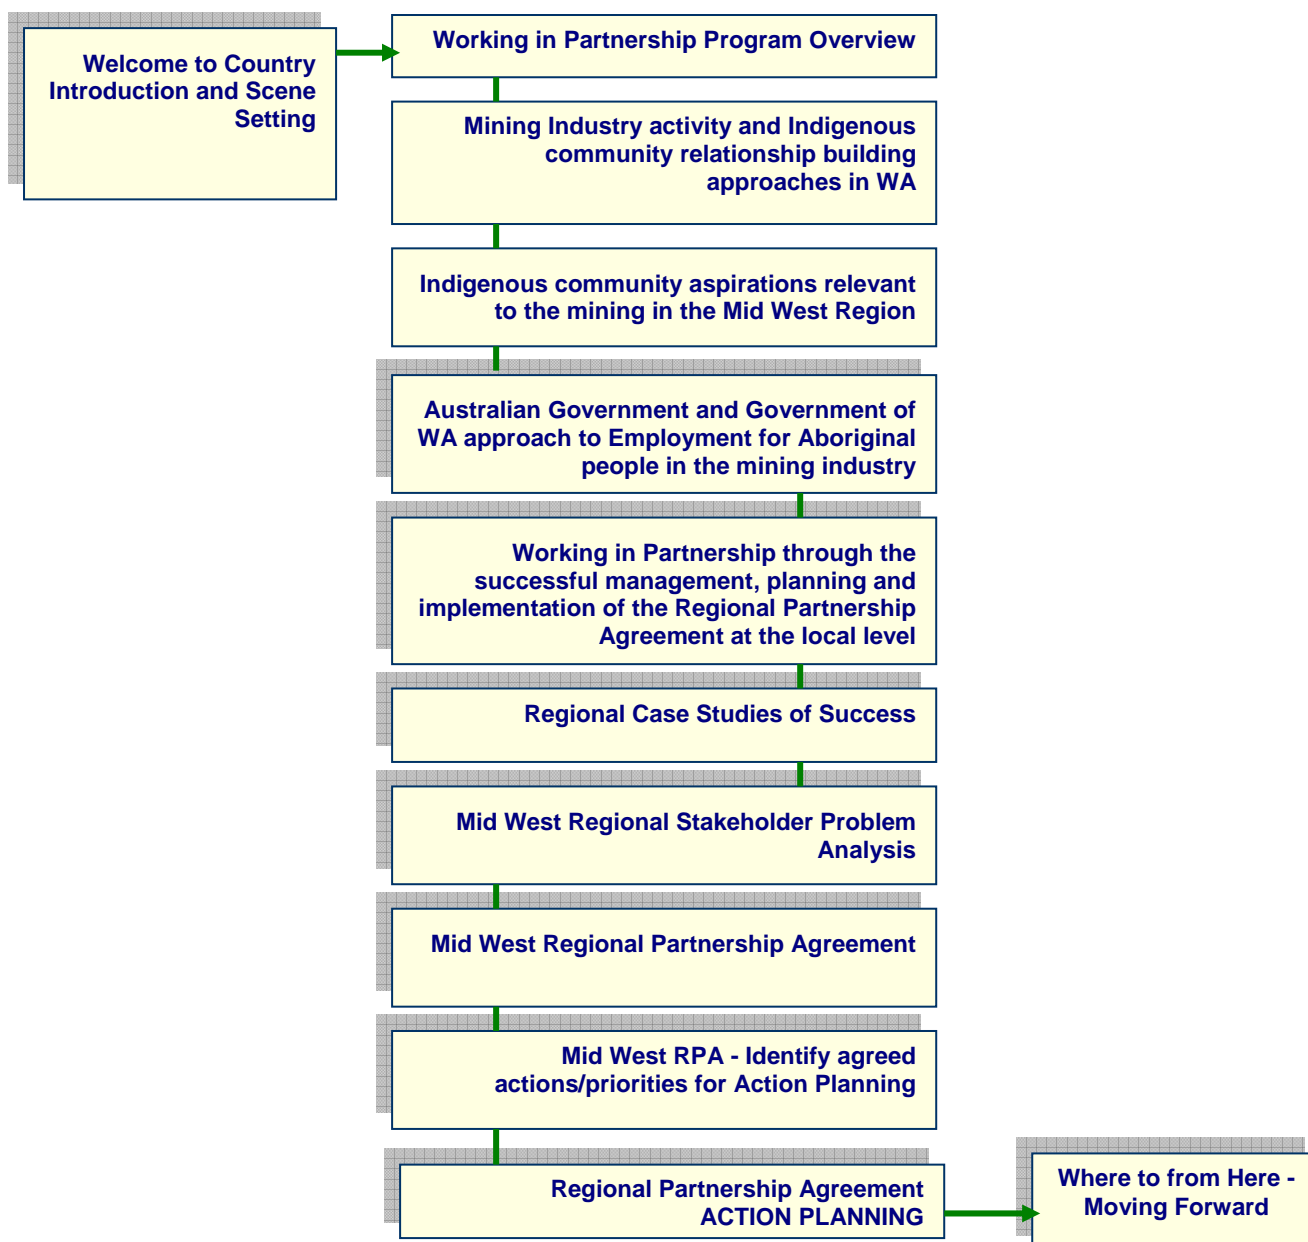 Welcome to Country
Introduction and Scene
Setting
Working in Partnership Program Overview
Mining Industry activity and Indigenous
community relationship building
approaches in WA
Indigenous community aspirations relevant
to the mining in the Mid West Region
Australian Government and Government of
WA approach to Employment for Aboriginal
people in the mining industry
Working in Partnership through the
successful management, planning and
implementation of the Regional Partnership
Agreement at the local level
Regional Case Studies of Success
Mid West Regional Stakeholder Problem
Analysis
Mid West Regional Partnership Agreement
Mid West RPA - Identify agreed
actions/priorities for Action Planning
Regional Partnership Agreement
ACTION PLANNING
Where to from Here -
Moving Forward